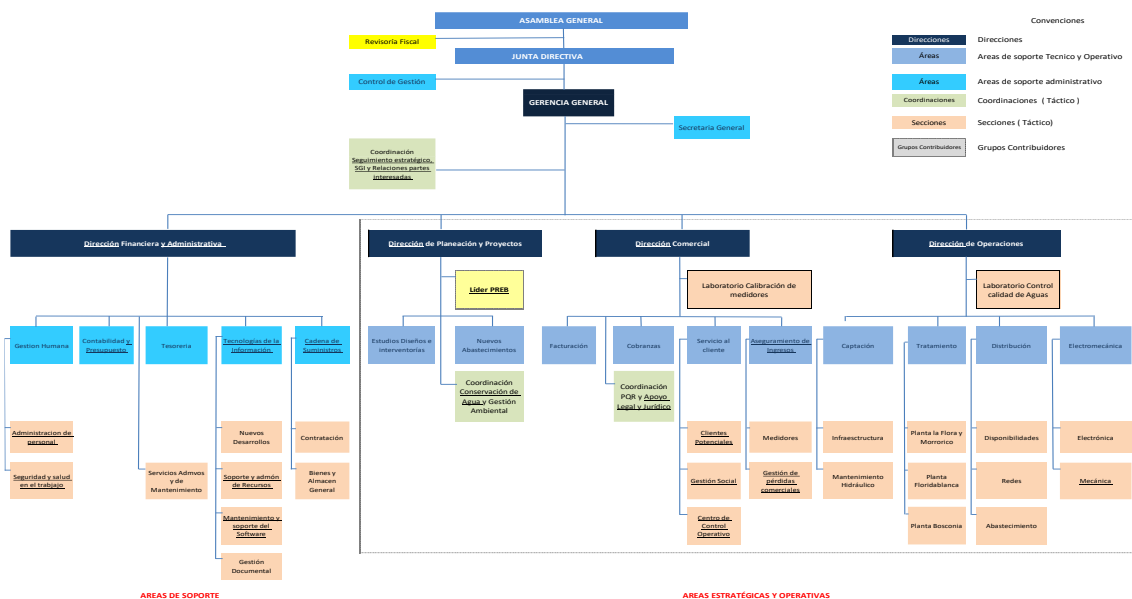 ASAMBLEA GENERAL
Convenciones
Revisoría Fiscal
Direcciones
Direcciones
JUNTA DIRECTIVA
Áreas
Areas de soporte Tecnico y Operativo
Control de Gestión
Áreas
Areas de soporte administrativo
GERENCIA GENERAL
Coordinaciones
Coordinaciones ( Táctico )
Secretaria General
Secciones
Secciones ( Táctico)
Grupos Contribuidores
Grupos Contribuidores
Coordinación
Seguimiento estratégico,
SGI y Relaciones partes
interesadas
Dirección Financiera y Administrativa
Dirección de Planeación y Proyectos
Dirección Comercial
Dirección de Operaciones
Líder PREB
Laboratorio Calibración de
medidores
Laboratorio Control
calidad de Aguas
Gestion Humana
Contabilidad y
Presupuesto
Tesoreria
Tecnologías de la
Información
Cadena de
Suministros
Estudios Diseños e
interventorias
Nuevos
Abastecimientos
Facturación
Cobranzas
Servicio al
cliente
Aseguramiento de
Ingresos
Captación
Tratamiento
Distribución
Electromecánica
Coordinación
Conservación de
Agua y Gestión
Ambiental
Coordinación
PQR y Apoyo
Legal y Jurídico
Administracion de
personal
Nuevos
Desarrollos
Contratación
Clientes
Potenciales
Medidores
Infraesctructura
Planta la Flora y
Morrorico
Disponibilidades
Electrónica
Seguridad y salud
en el trabajo
Servicios Admvos
y de
Mantenimiento
Soporte y admón
de Recursos
Bienes y
Almacen
General
Gestión Social
Gestión de
pérdidas
comerciales
Mantenimiento
Hidráulico
Planta
Floridablanca
Redes
Mecánica
Mantenimiento y
soporte del
Software
Centro de
Control
Operativo
Planta Bosconia
Abastecimiento
Gestión
Documental
AREAS DE SOPORTE
AREAS ESTRATÉGICAS Y OPERATIVAS